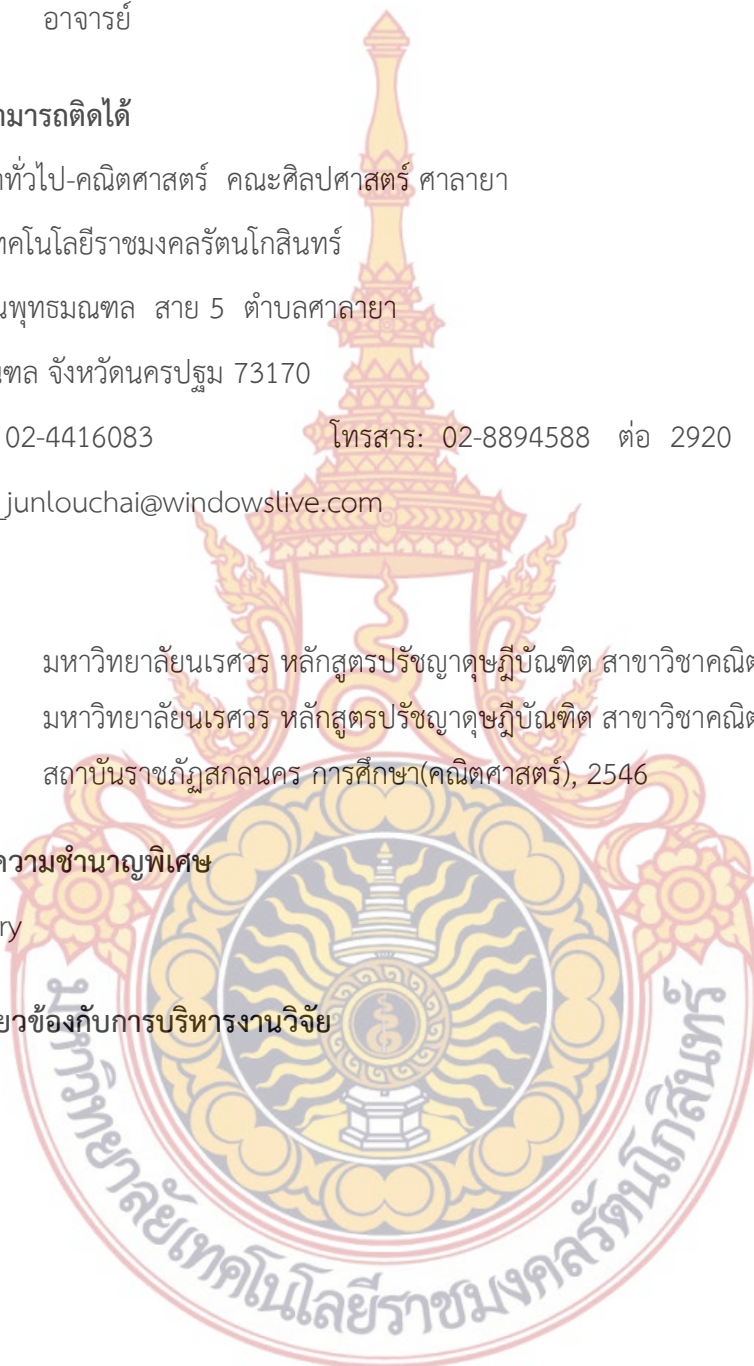 อาจารย์
ามารถติดได้
าทั่วไป-คณิตศาสตร์ คณะศิลปศาสตร์ ศาลายา
ทคโนโลยีราชมงคลรัตนโกสินทร์
นพุทธมณฑล สาย 5 ตำบลศาลายา
ณฑล จังหวัดนครปฐม 73170
02-4416083 โทรสาร: 02-8894588 ต่อ 2920
_junlouchai@windowslive.com
มหาวิทยาลัยนเรศวร หลักสูตรปรัชญาดุษฎีบัณฑิต สาขาวิชาคณิต
มหาวิทยาลัยนเรศวร หลักสูตรปรัชญาดุษฎีบัณฑิต สาขาวิชาคณิต
สถาบันราชภัฏสกลนคร การศึกษา(คณิตศาสตร์), 2546
ความชำนาญพิเศษ
ry
ยวข้องกับการบริหารงานวิจัย
มหาวิทยาลัยเทคโนโลยีราชมงคลรัตนโกสินทร์